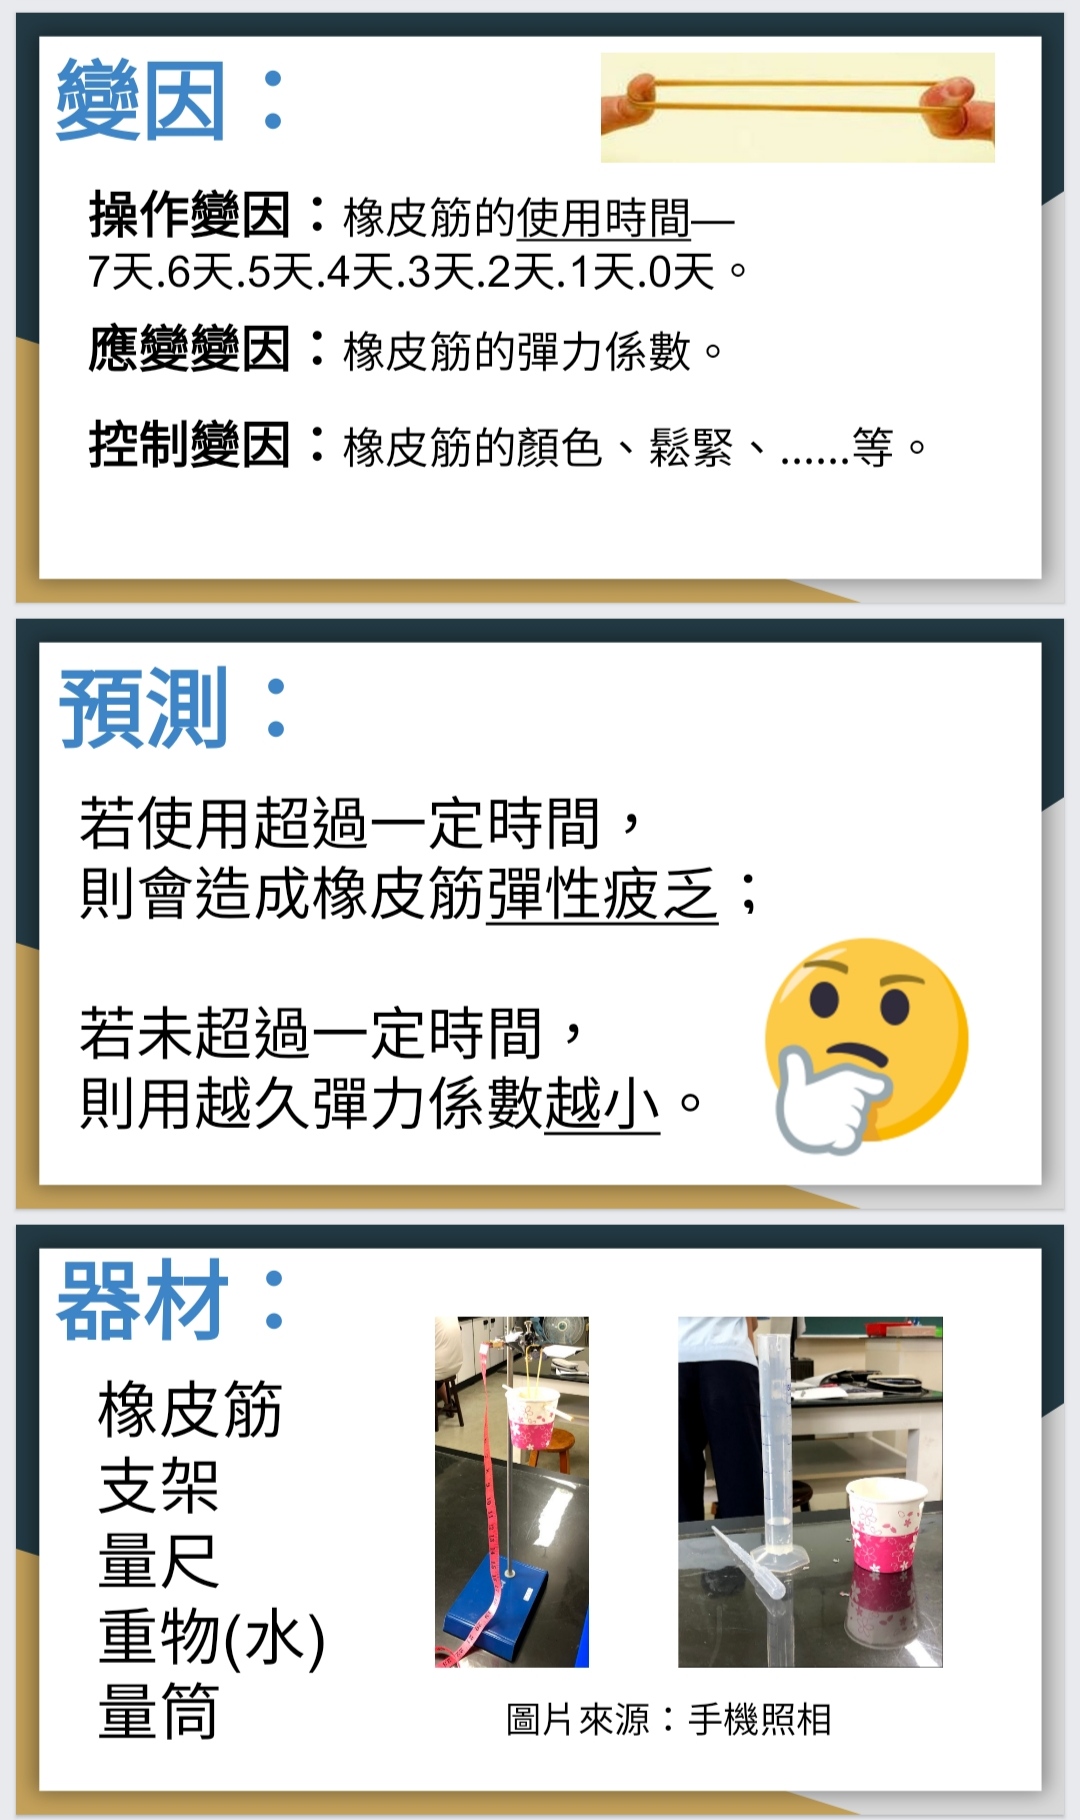 變因：
操作變因：橡皮筋的使用時間—
7天.6天.5天.4天.3天.2天.1天.0天。
應變變因：橡皮筋的彈力係數。
控制變因：橡皮筋的顏色、鬆緊、......等。
預測：
若使用超過一定時間，
則會造成橡皮筋彈性疲乏；
若未超過一定時間，
則用越久彈力係數越小。
器材：
橡皮筋
支架
量尺
重物(水)
量筒
圖片來源：手機照相